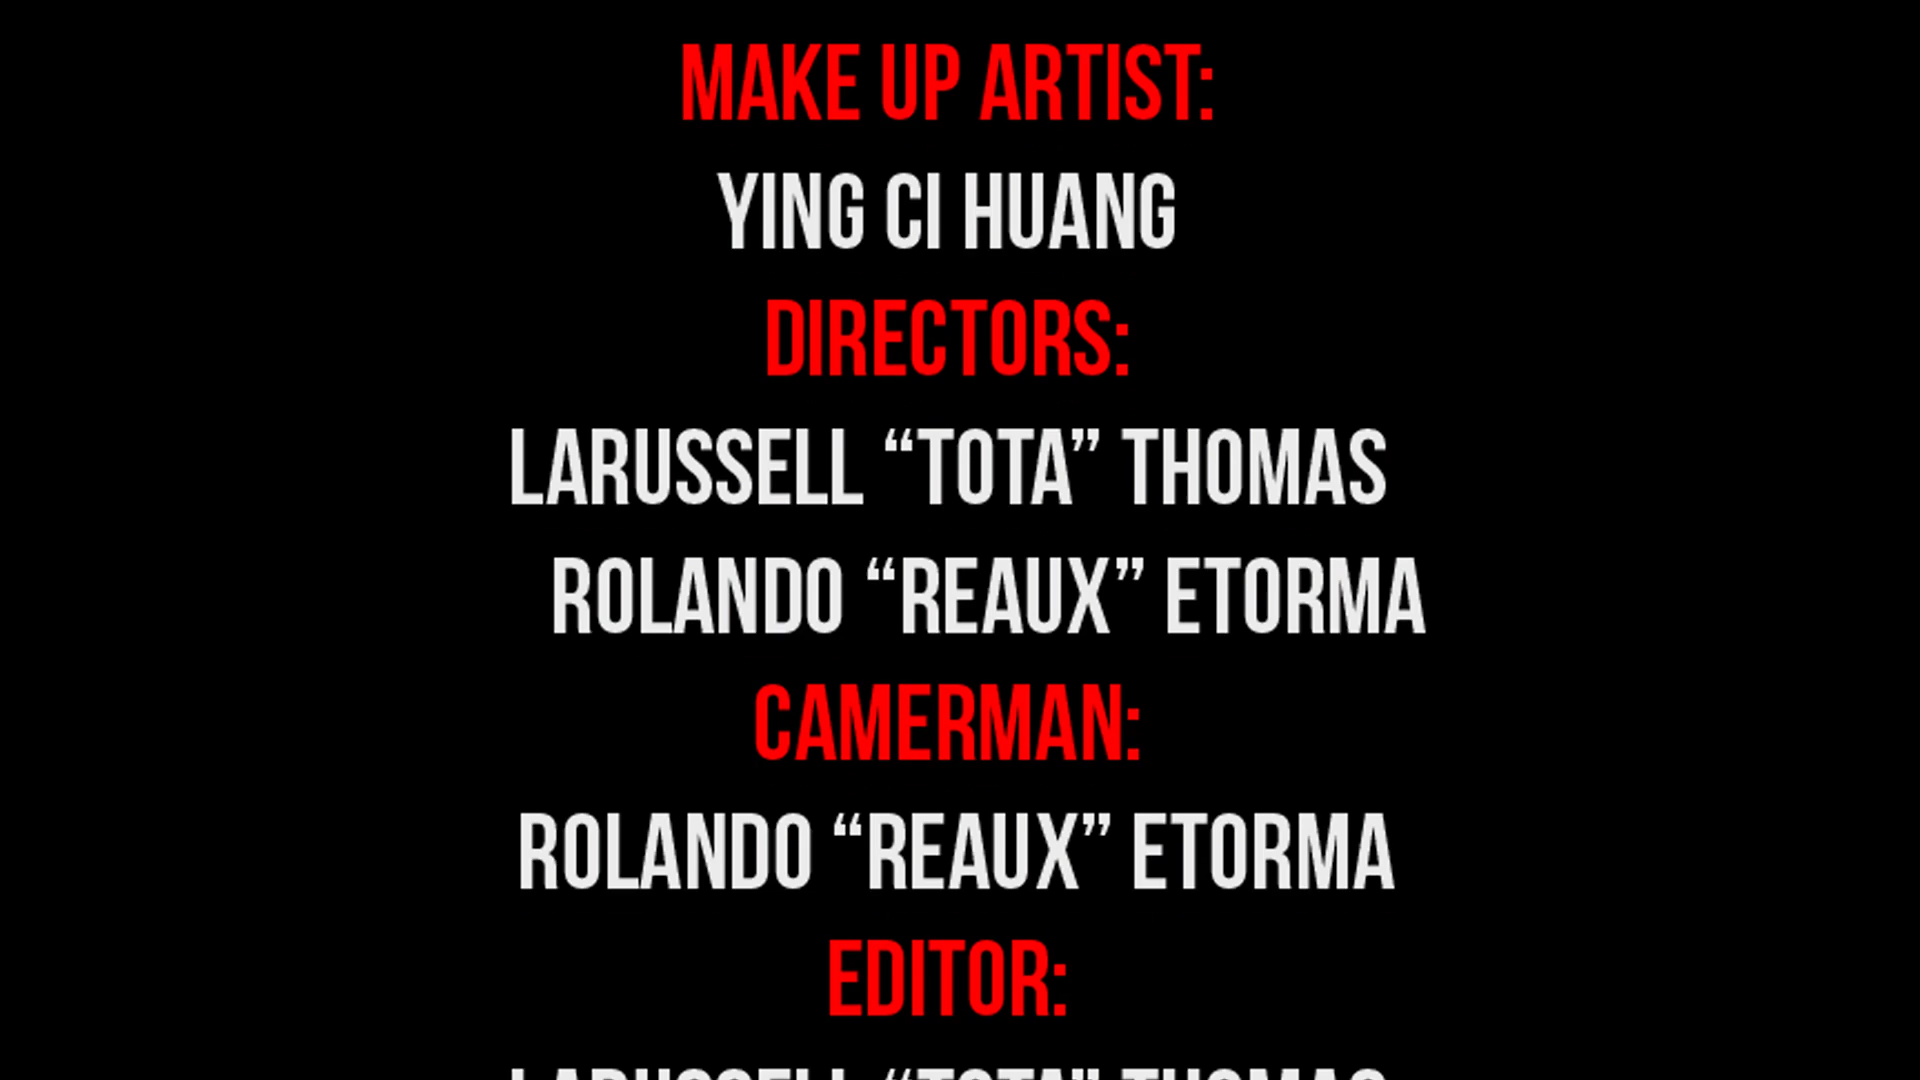 MAKE UP ARTIST:
YING CI HUANG
DIRECTORS:
LARUSSELL “TOTA” THOMAS
ROLANDO “REAUX” ETORMA
CAMERMAN:
ROLANDO “REAUX” ETORMA
EDITOR:
LARUSSELL “TOTA” THOMAS